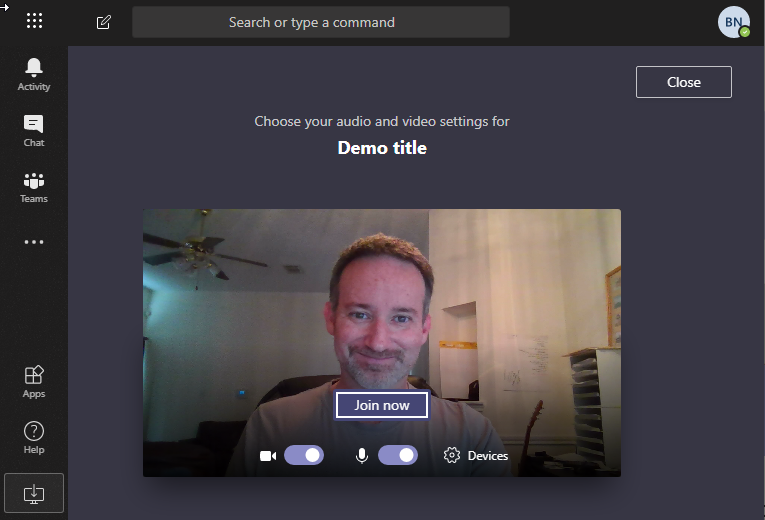 Search or type a command
BN
Activity
Chat
Teams
Apps
Help
Close
Choose your audio and video settings for
Demo title
Join now
Devices